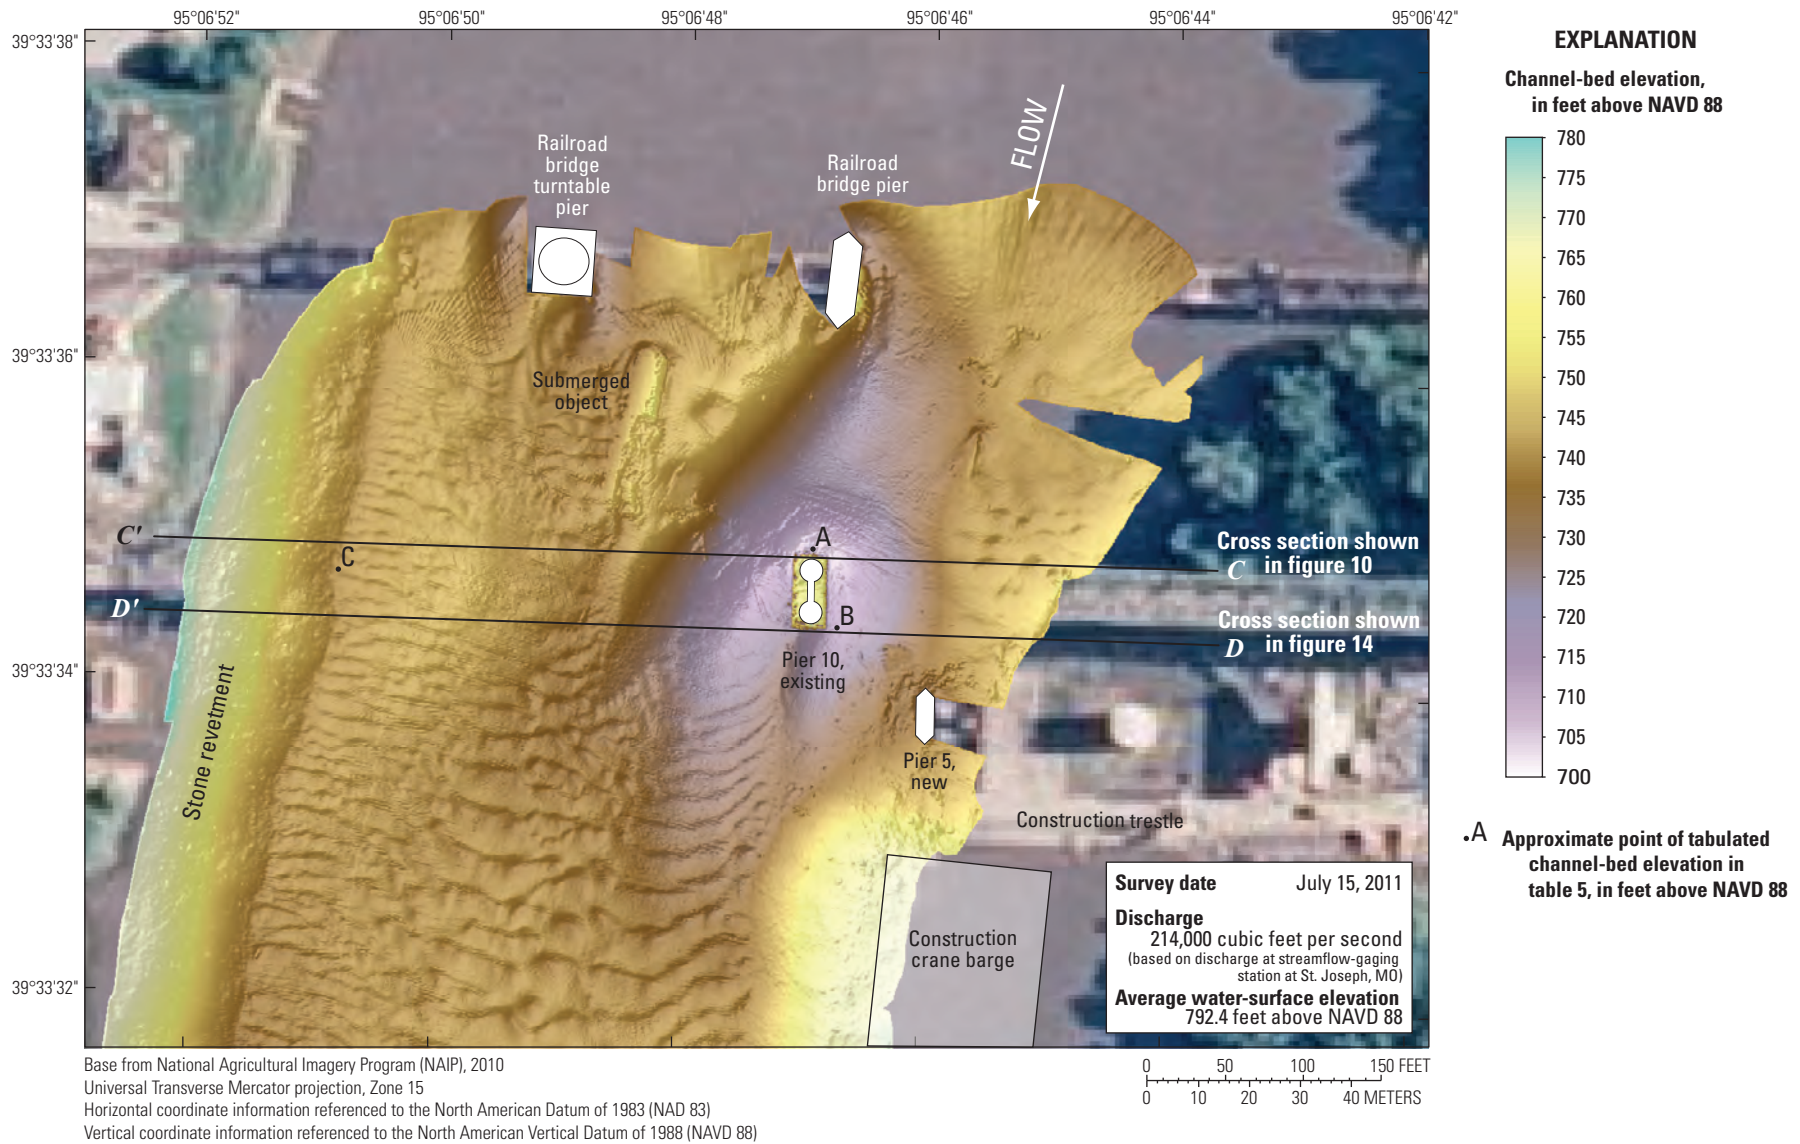 95°06'52"
95°06'50"
95°06'48"
95°06'46"
95°06'44"
95°06'42"
39°33'38"
39°33'36"
39°33'34"
39°33'32"
FLOW
Railroad
bridge
turntable
pier
Railroad
bridge pier
Submerged
object
C'
C
A
Cross section shown
in figure 10
C
D'
B
Cross section shown
in figure 14
D
Pier 10,
existing
Stone revetment
Pier 5,
new
Construction trestle
Construction
crane barge
Survey date July 15, 2011
Discharge
214,000 cubic feet per second
(based on discharge at streamflow-gaging
station at St. Joseph, MO)
Average water-surface elevation
792.4 feet above NAVD 88
EXPLANATION
Channel-bed elevation,
in feet above NAVD 88
780
775
770
765
760
755
750
745
740
735
730
725
720
715
710
705
700
.A Approximate point of tabulated
channel-bed elevation in
table 5, in feet above NAVD 88
0 50 100 150 FEET
0 10 20 30 40 METERS
Base from National Agricultural Imagery Program (NAIP), 2010
Universal Transverse Mercator projection, Zone 15
Horizontal coordinate information referenced to the North American Datum of 1983 (NAD 83)
Vertical coordinate information referenced to the North American Vertical Datum of 1988 (NAVD 88)